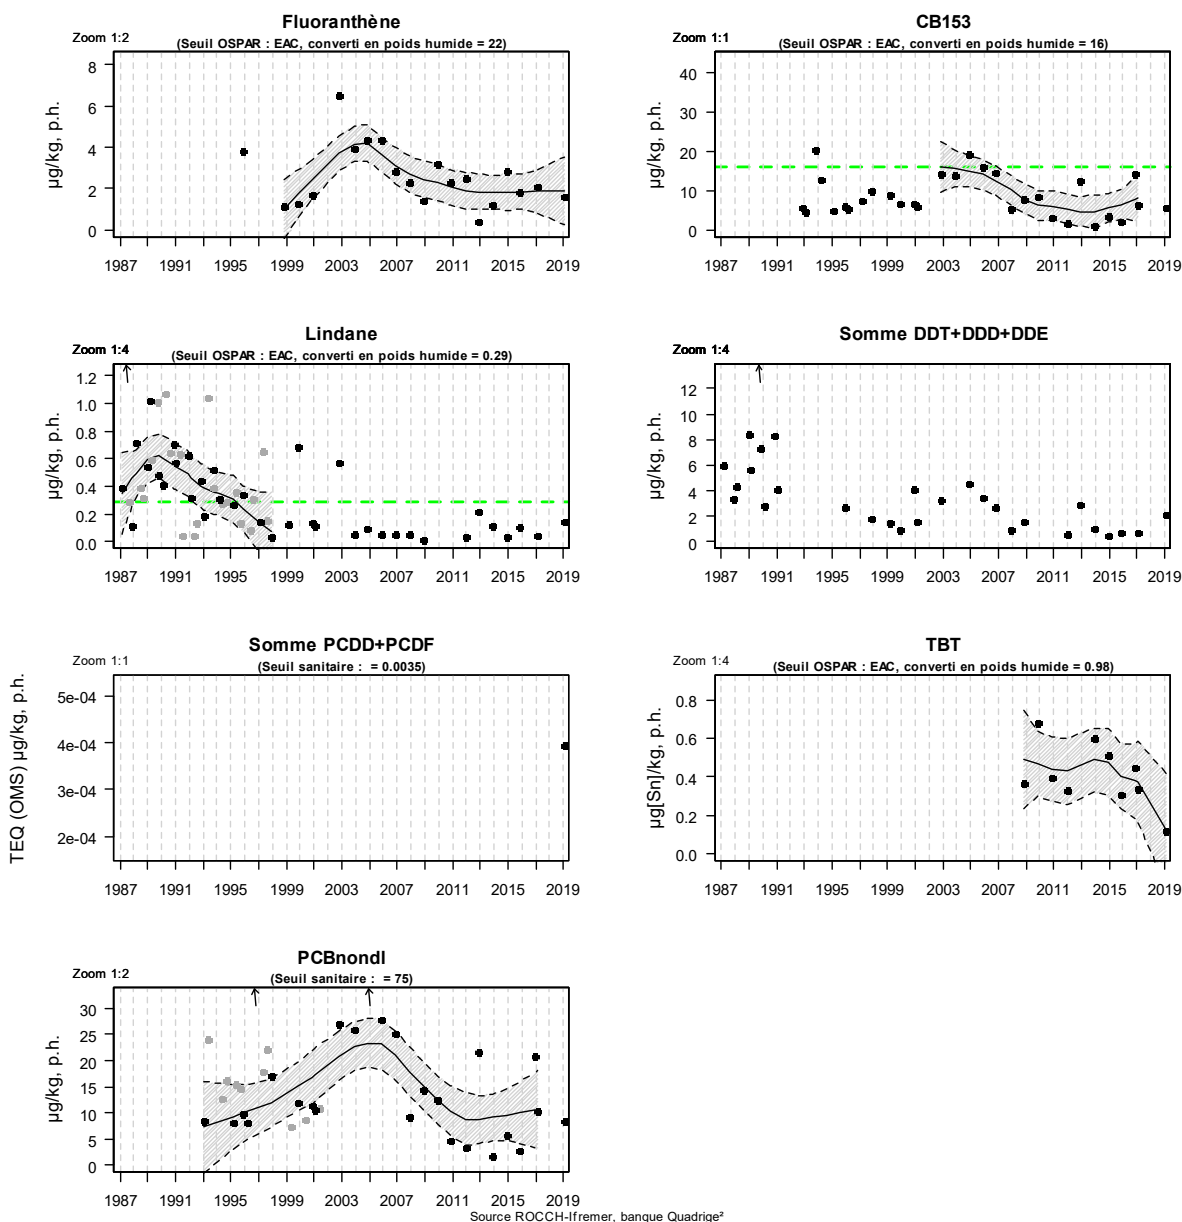 Fluoranthène
Zoom 1:2
(Seuil OSPAR : EAC, converti en poids humide = 22)
µg/kg, p.h.
8
6
4
2
0
1987 1991 1995 1999 2003 2007 2011 2015 2019
CB153
Zoom 1:1
(Seuil OSPAR : EAC, converti en poids humide = 16)
µg/kg, p.h.
40
30
20
10
0
1987 1991 1995 1999 2003 2007 2011 2015 2019
Lindane
Zoom 1:4
(Seuil OSPAR : EAC, converti en poids humide = 0.29)
µg/kg, p.h.
1.2
1.0
0.8
0.6
0.4
0.2
0.0
1987 1991 1995 1999 2003 2007 2011 2015 2019
Somme DDT+DDD+DDE
Zoom 1:4
µg/kg, p.h.
12
10
8
6
4
2
0
1987 1991 1995 1999 2003 2007 2011 2015 2019
Somme PCDD+PCDF
Zoom 1:1
(Seuil sanitaire : = 0.0035)
TEQ (OMS) µg/kg, p.h.
5e-04
4e-04
3e-04
2e-04
1987 1991 1995 1999 2003 2007 2011 2015 2019
TBT
Zoom 1:4
(Seuil OSPAR : EAC, converti en poids humide = 0.98)
µg[Sn]/kg, p.h.
0.8
0.6
0.4
0.2
0.0
1987 1991 1995 1999 2003 2007 2011 2015 2019
PCBnondl
Zoom 1:2
(Seuil sanitaire : = 75)
µg/kg, p.h.
30
25
20
15
10
5
0
1987 1991 1995 1999 2003 2007 2011 2015 2019
Source ROCCH-Ifremer, banque Quadrige²